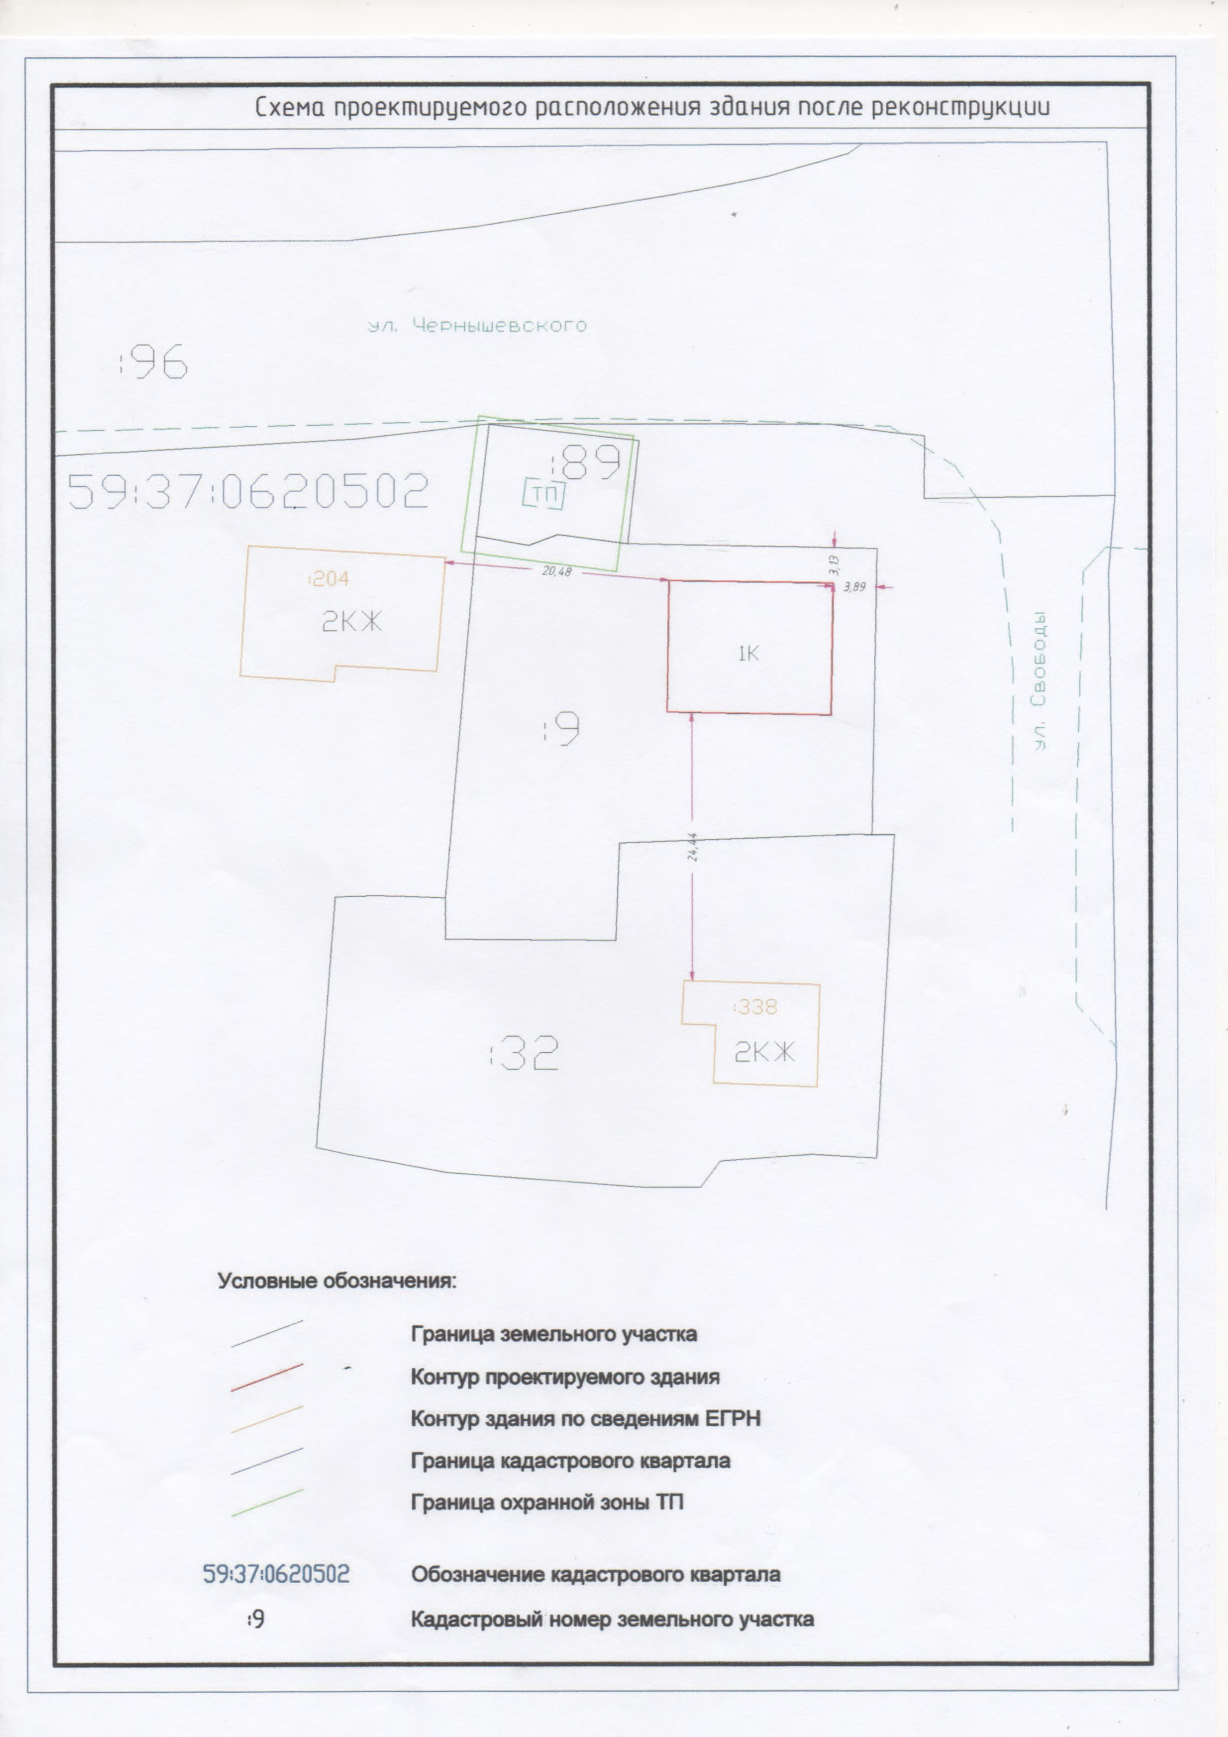 Схема проектируемого расположения здания после реконструкции
ул. Чернышевского
:96
:89
59:37:0620502
ТП
3,13
20,48
:204
3,89
2КЖ
1К
ул. Свободы
:9
24,44
:338
:32
2КЖ
Условные обозначения:
Граница земельного участка
Контур проектируемого здания
Контур здания по сведениям ЕГРН
Граница кадастрового квартала
Граница охранной зоны ТП
59:37:0620502 Обозначение кадастрового квартала
:9 Кадастровый номер земельного участка